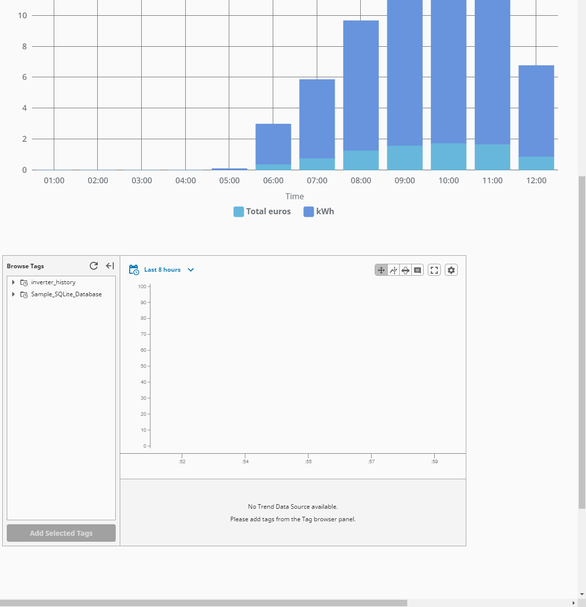 10
8
6
4
2
0
01:00 02:00 03:00 04:00 05:00 06:00 07:00 08:00 09:00 10:00 11:00 12:00
Time
Total euros kWh
Browse Tags
inverter_history
Sample_SQLite_Database
Add Selected Tags
Last 8 hours
100
90
80
70
60
50
40
30
20
10
0
:52 :54 :55 :57 :59
No Trend Data Source available.
Please add tags from the Tag browser panel.